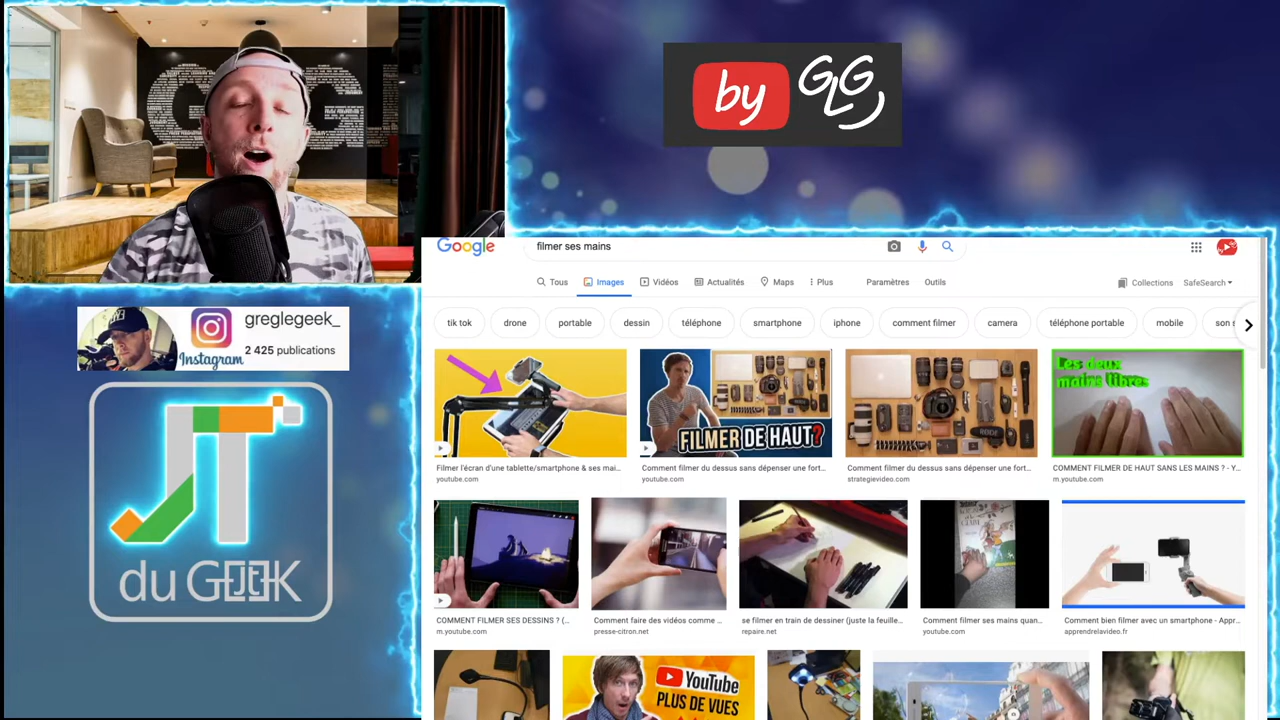 by GLG
greglegeek_
2 425 publications
Instagram
JT
du GEEK
Google
filmer ses mains
Tous
Images
Vidéos
Actualités
Maps
Plus
Paramètres
Outils
Collections
SafeSearch
tik tok
drone
portable
dessin
téléphone
smartphone
iphone
comment filmer
camera
téléphone portable
mobile
son s
FILMER DE HAUT?
Les deux
mains libres
Filmer l'écran d'une tablette/smartphone & ses mai...
youtube.com
Comment filmer du dessus sans dépenser une fort...
youtube.com
Comment filmer du dessus sans dépenser une fort...
strategievideo.com
COMMENT FILMER DE HAUT SANS LES MAINS ? - Y...
m.youtube.com
COMMENT FILMER SES DESSINS ? (...
m.youtube.com
Comment faire des vidéos comme ...
presse-citron.net
se filmer en train de dessiner (juste la feuille...
repaire.net
Comment filmer ses mains quan...
youtube.com
Comment bien filmer avec un smartphone - Appr...
apprendrelavideo.fr
YouTube
PLUS DE VUES